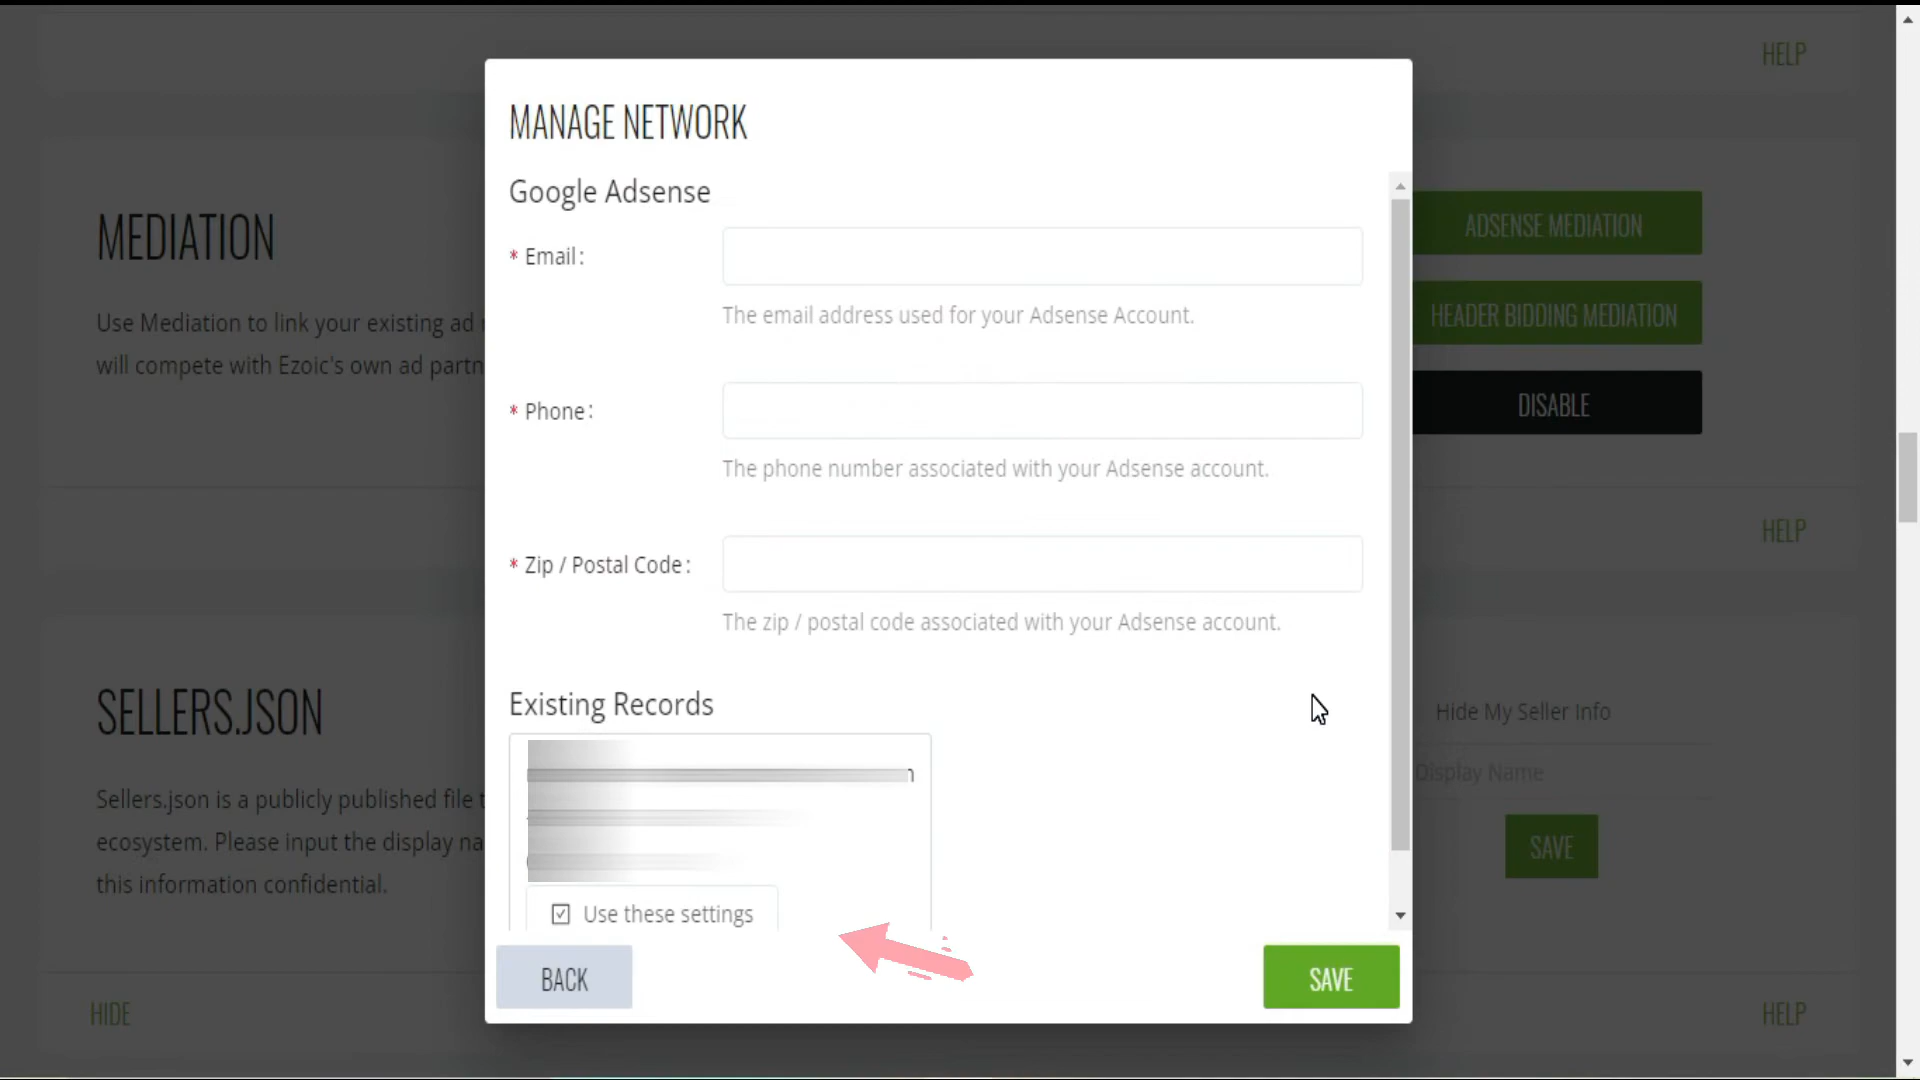 HELP
MANAGE NETWORK
Google Adsense
* Email:
The email address used for your Adsense Account.
* Phone:
The phone number associated with your Adsense account.
* Zip / Postal Code:
The zip / postal code associated with your Adsense account.
Existing Records
Use these settings
BACK
SAVE
MEDIATION
Use Mediation to link your existing ad
will compete with Ezoic's own ad
ADSENSE MEDIATION
HEADER BIDDING MEDIATION
DISABLE
HELP
SELLERS.JSON
Sellers.json is a publicly published file
ecosystem. Please input the display
this information confidential.
Hide My Seller Info
Display Name
SAVE
HIDE
HELP